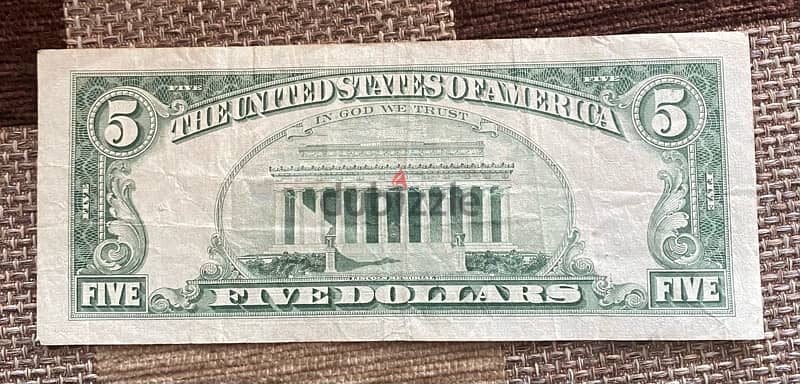 FIVE FIVE
5 THE UNITED STATES OF AMERICA 5
IN GOD WE TRUST
FIVE FIVE
dubizzle
LINCOLN MEMORIAL
FIVE FIVE DOLLARS FIVE